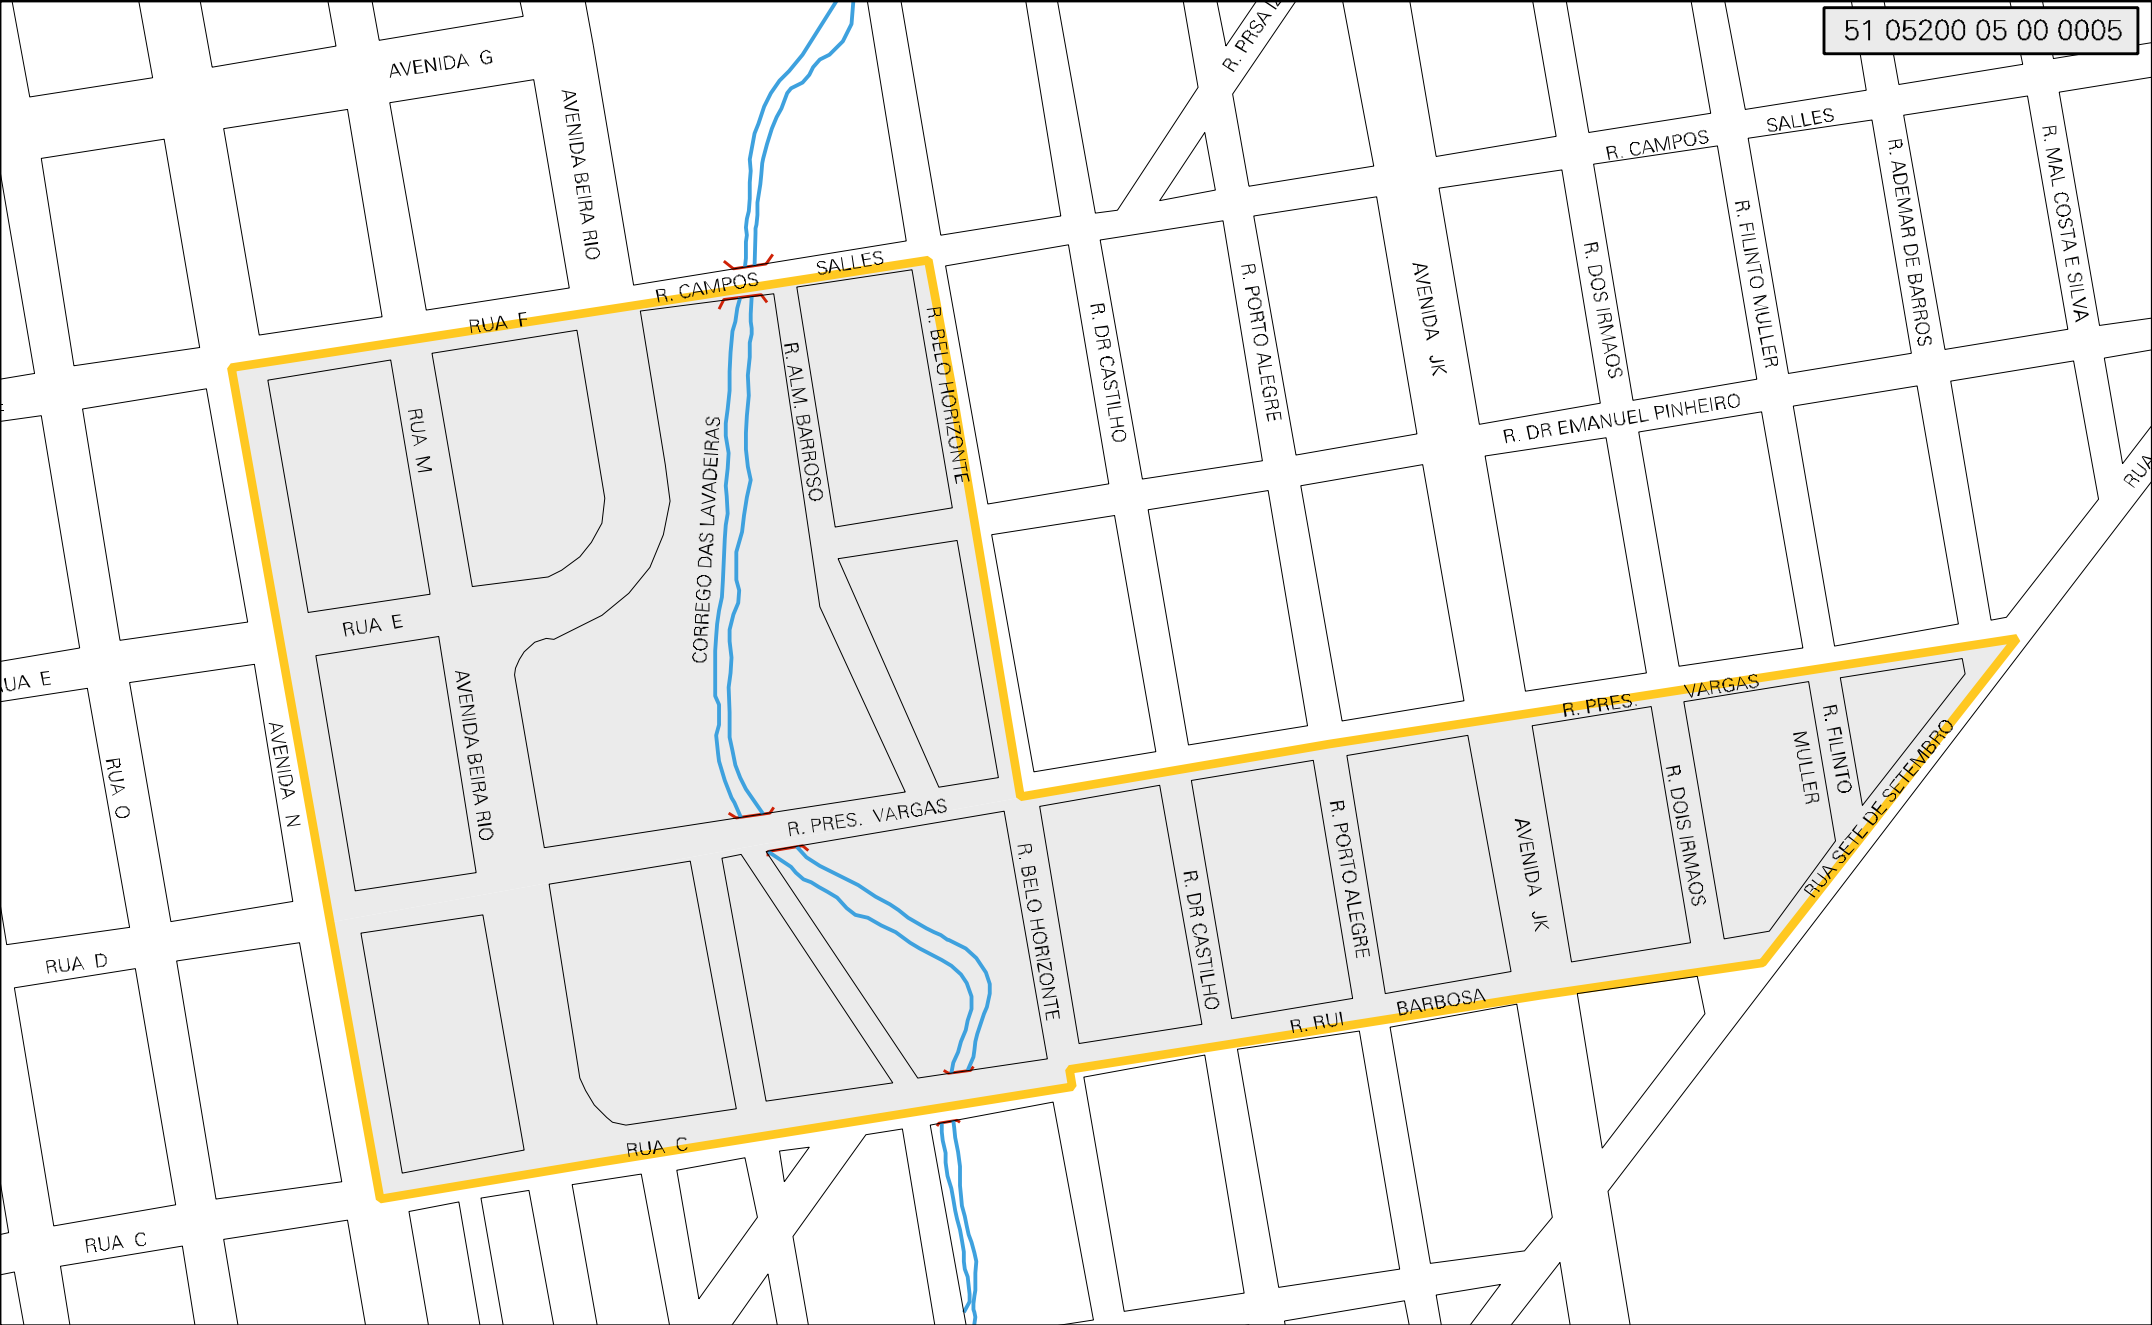 51 05200 05 00 0005
R. PRSA I
AVENIDA G
AVENIDA BEIRA RIO
R. CAMPOS SALLES
R. ADEMAR DE BARROS
R. MAL COSTA E SILVA
R. FILINTO MULLER
R. DOS IRMAOS
AVENIDA JK
R. PORTO ALEGRE
R. DR CASTILHO
R. CAMPOS SALLES
RUA F
R. BELO HORIZONTE
R. ALM. BARROSO
RUA M
R. DR EMANUEL PINHEIRO
RUA
CORREGO DAS LAVADEIRAS
RUA E
UA E
AVENIDA BEIRA RIO
AVENIDA N
RUA O
R. PRES. VARGAS
R. FILINTO MULLER
RUA SETE DE SETEMBRO
R. DOIS IRMAOS
AVENIDA JK
R. PORTO ALEGRE
R. DR CASTILHO
R. BELO HORIZONTE
R. PRES. VARGAS
RUA D
R. RUI BARBOSA
RUA C
RUA C